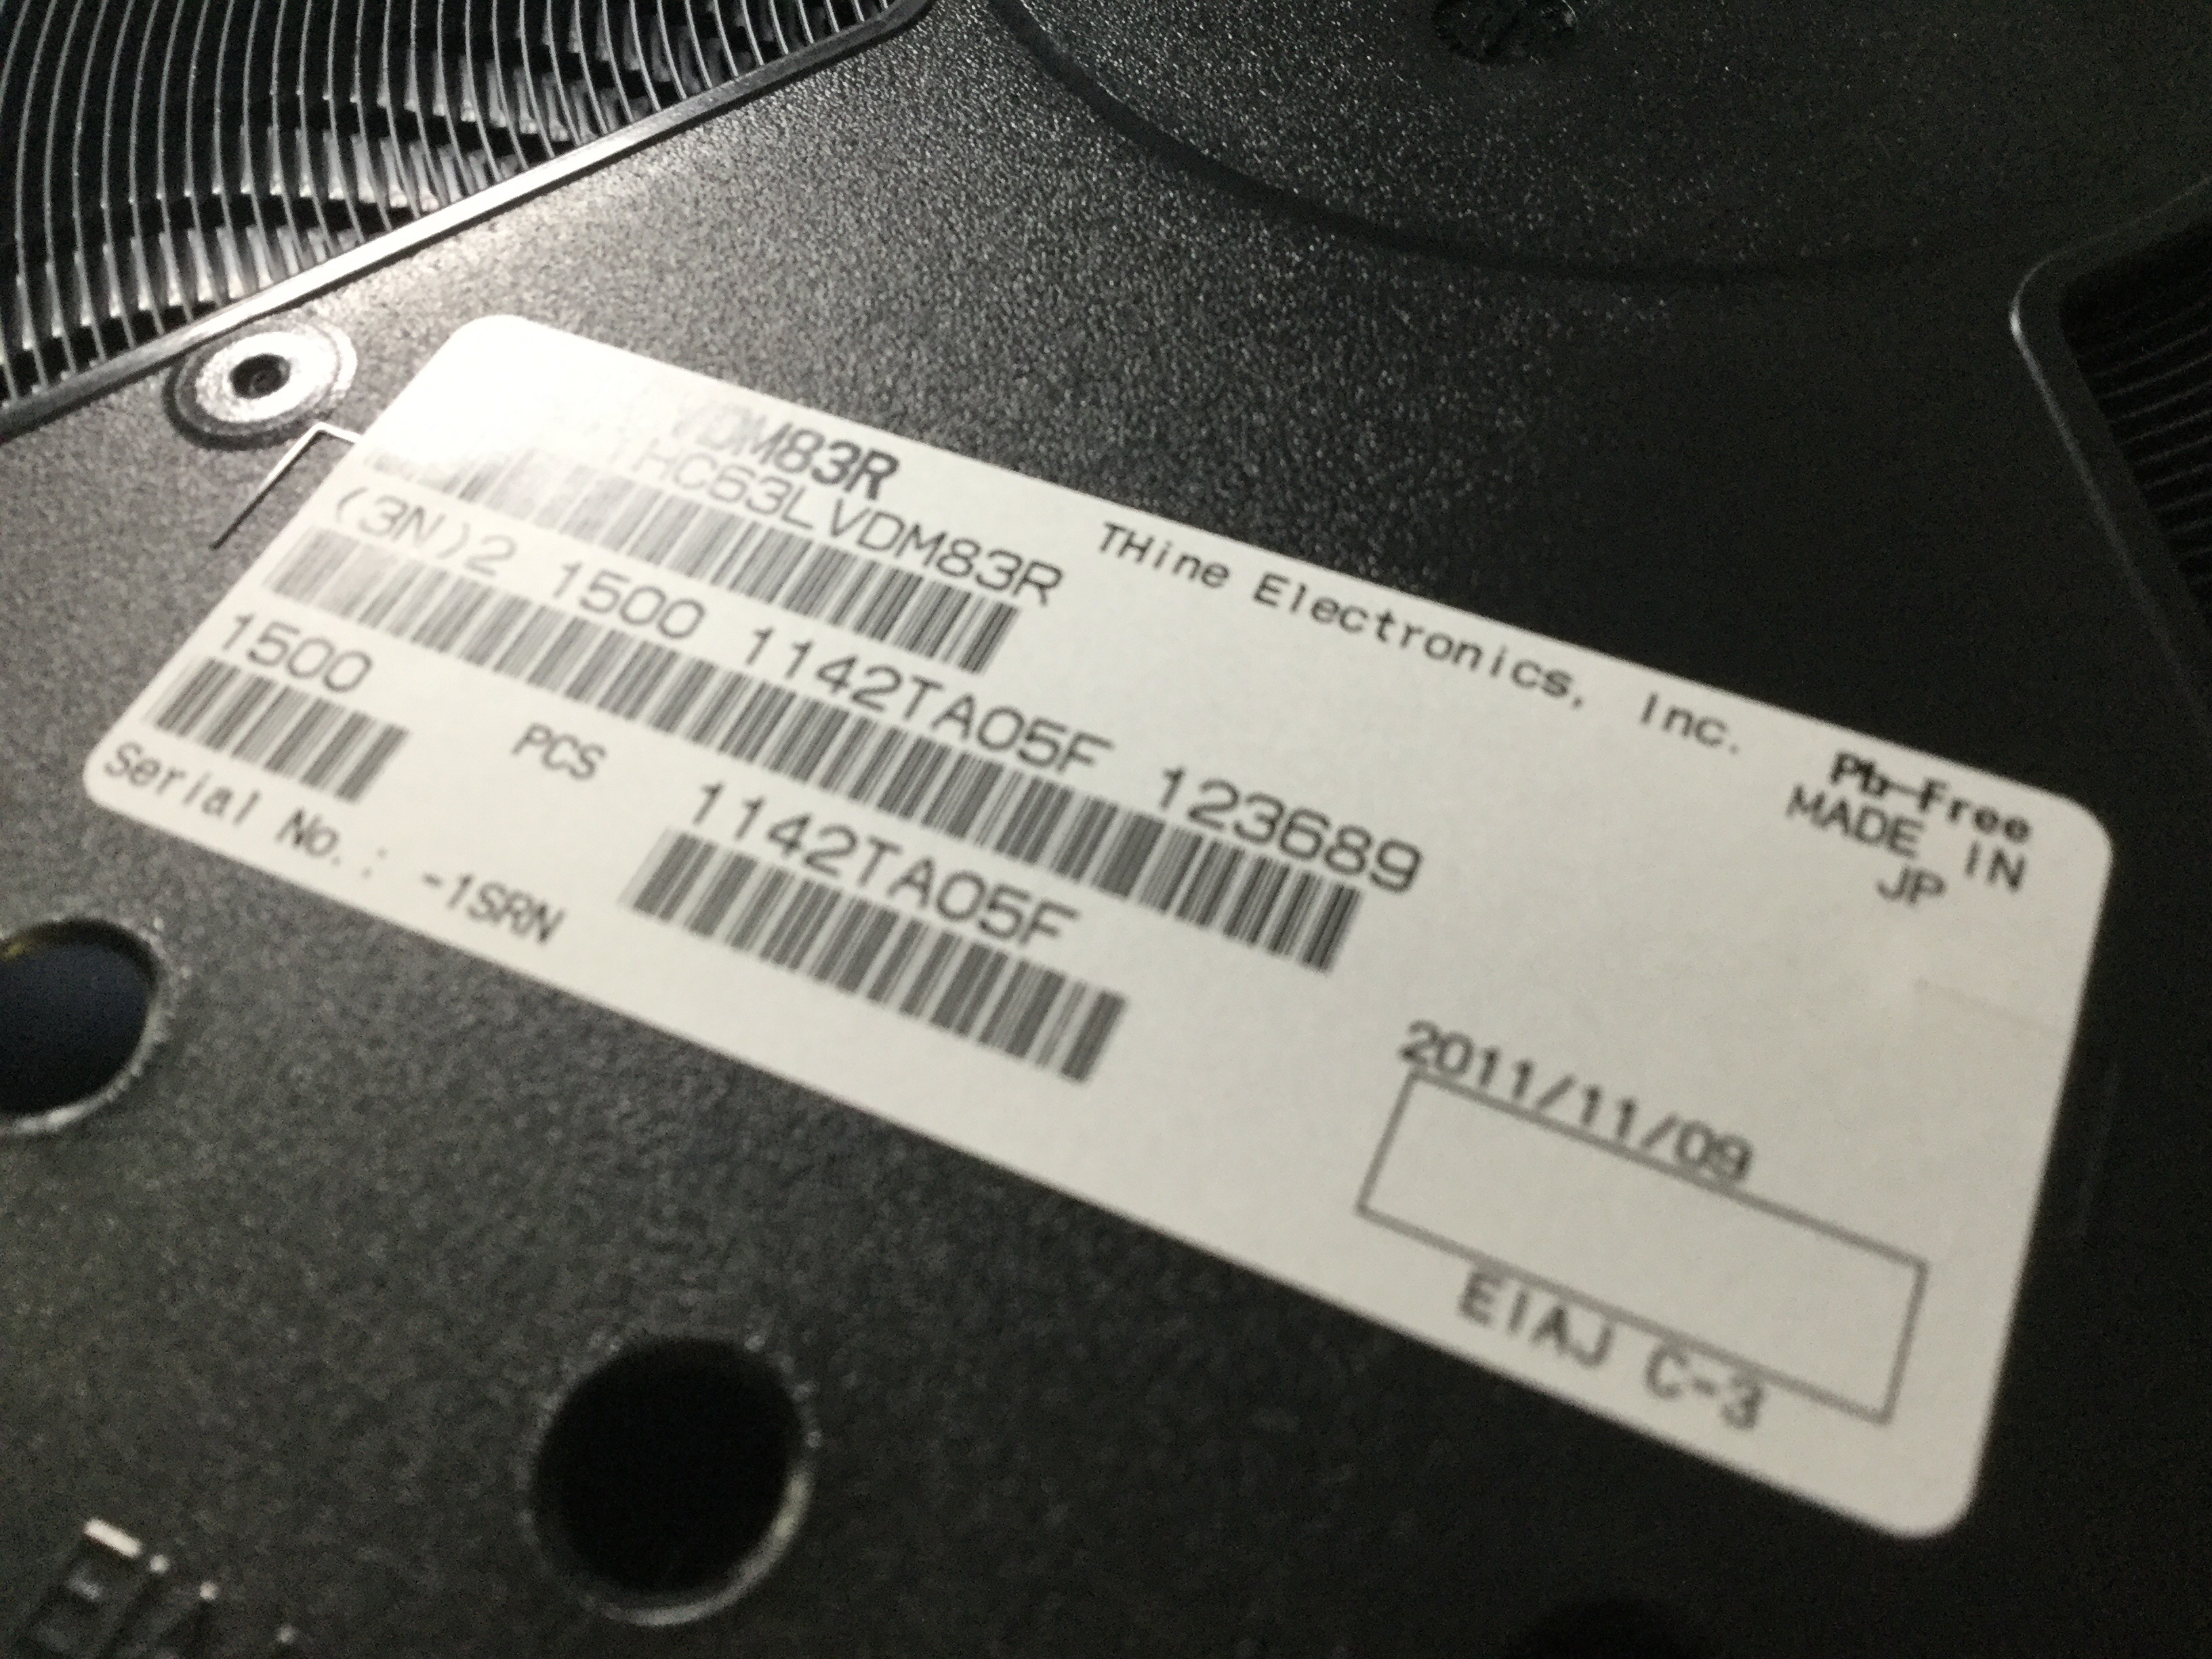 VDM83R
THine Electronics, Inc.
Pb-Free
HC63LVDM83R
MADE IN
JP
(3N)2 1500 1142TA05F 123689
1500
PCS
1142TA05F
Serial No.: -1SRN
2011/11/09
EIAJ C-3